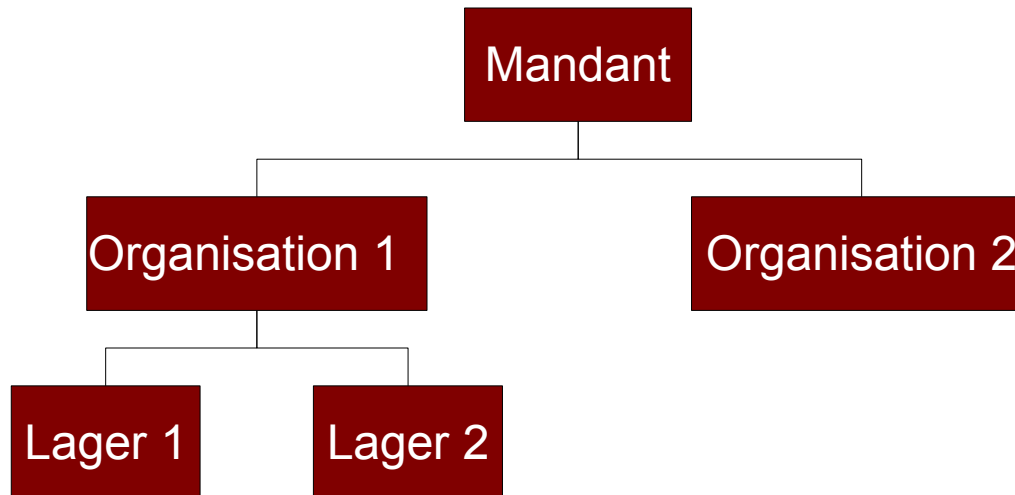 Mandant
Organisation 1
Organisation 2
Lager 1
Lager 2